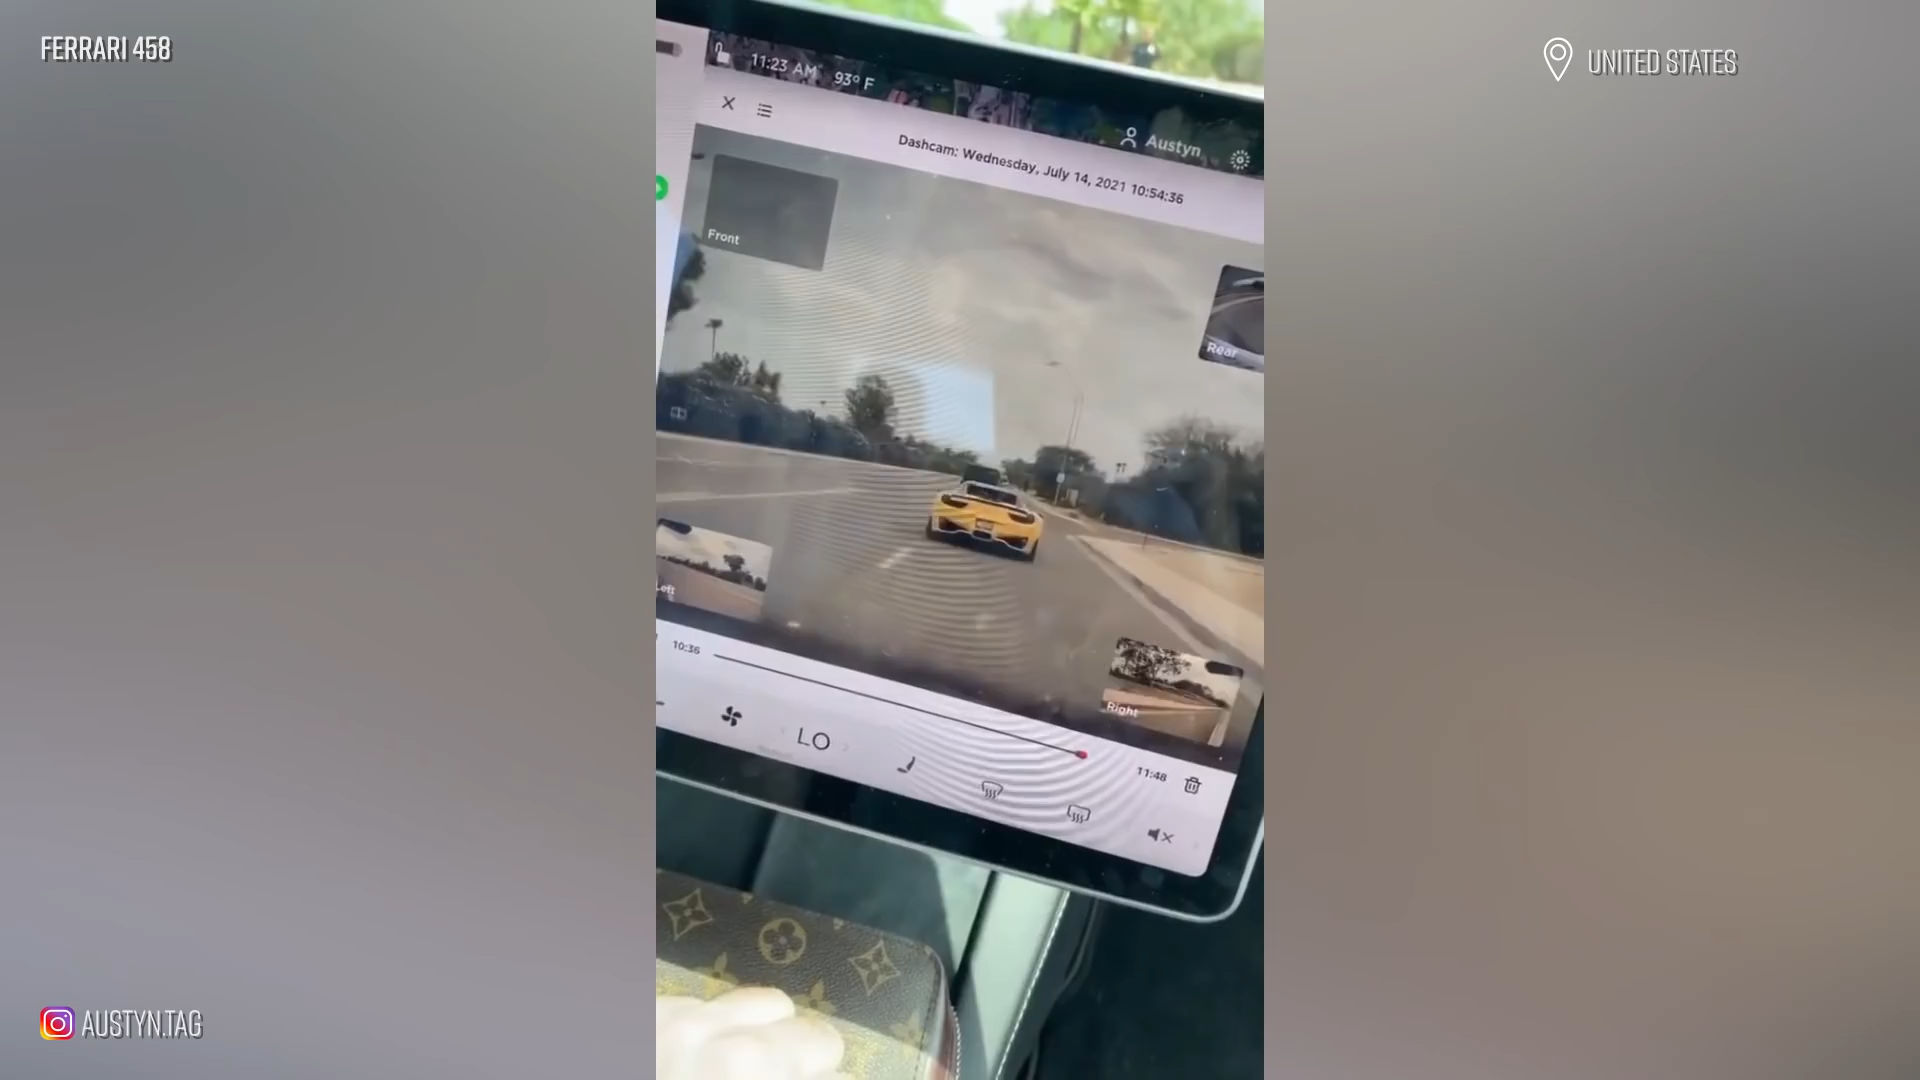 FERRARI 458
UNITED STATES
11:23 AM 93° F
Austyn
Dashcam: Wednesday, July 14, 2021 10:54:36
Front
Rear
Left
Right
10:36
11:48
LO
AUSTYN.TAG